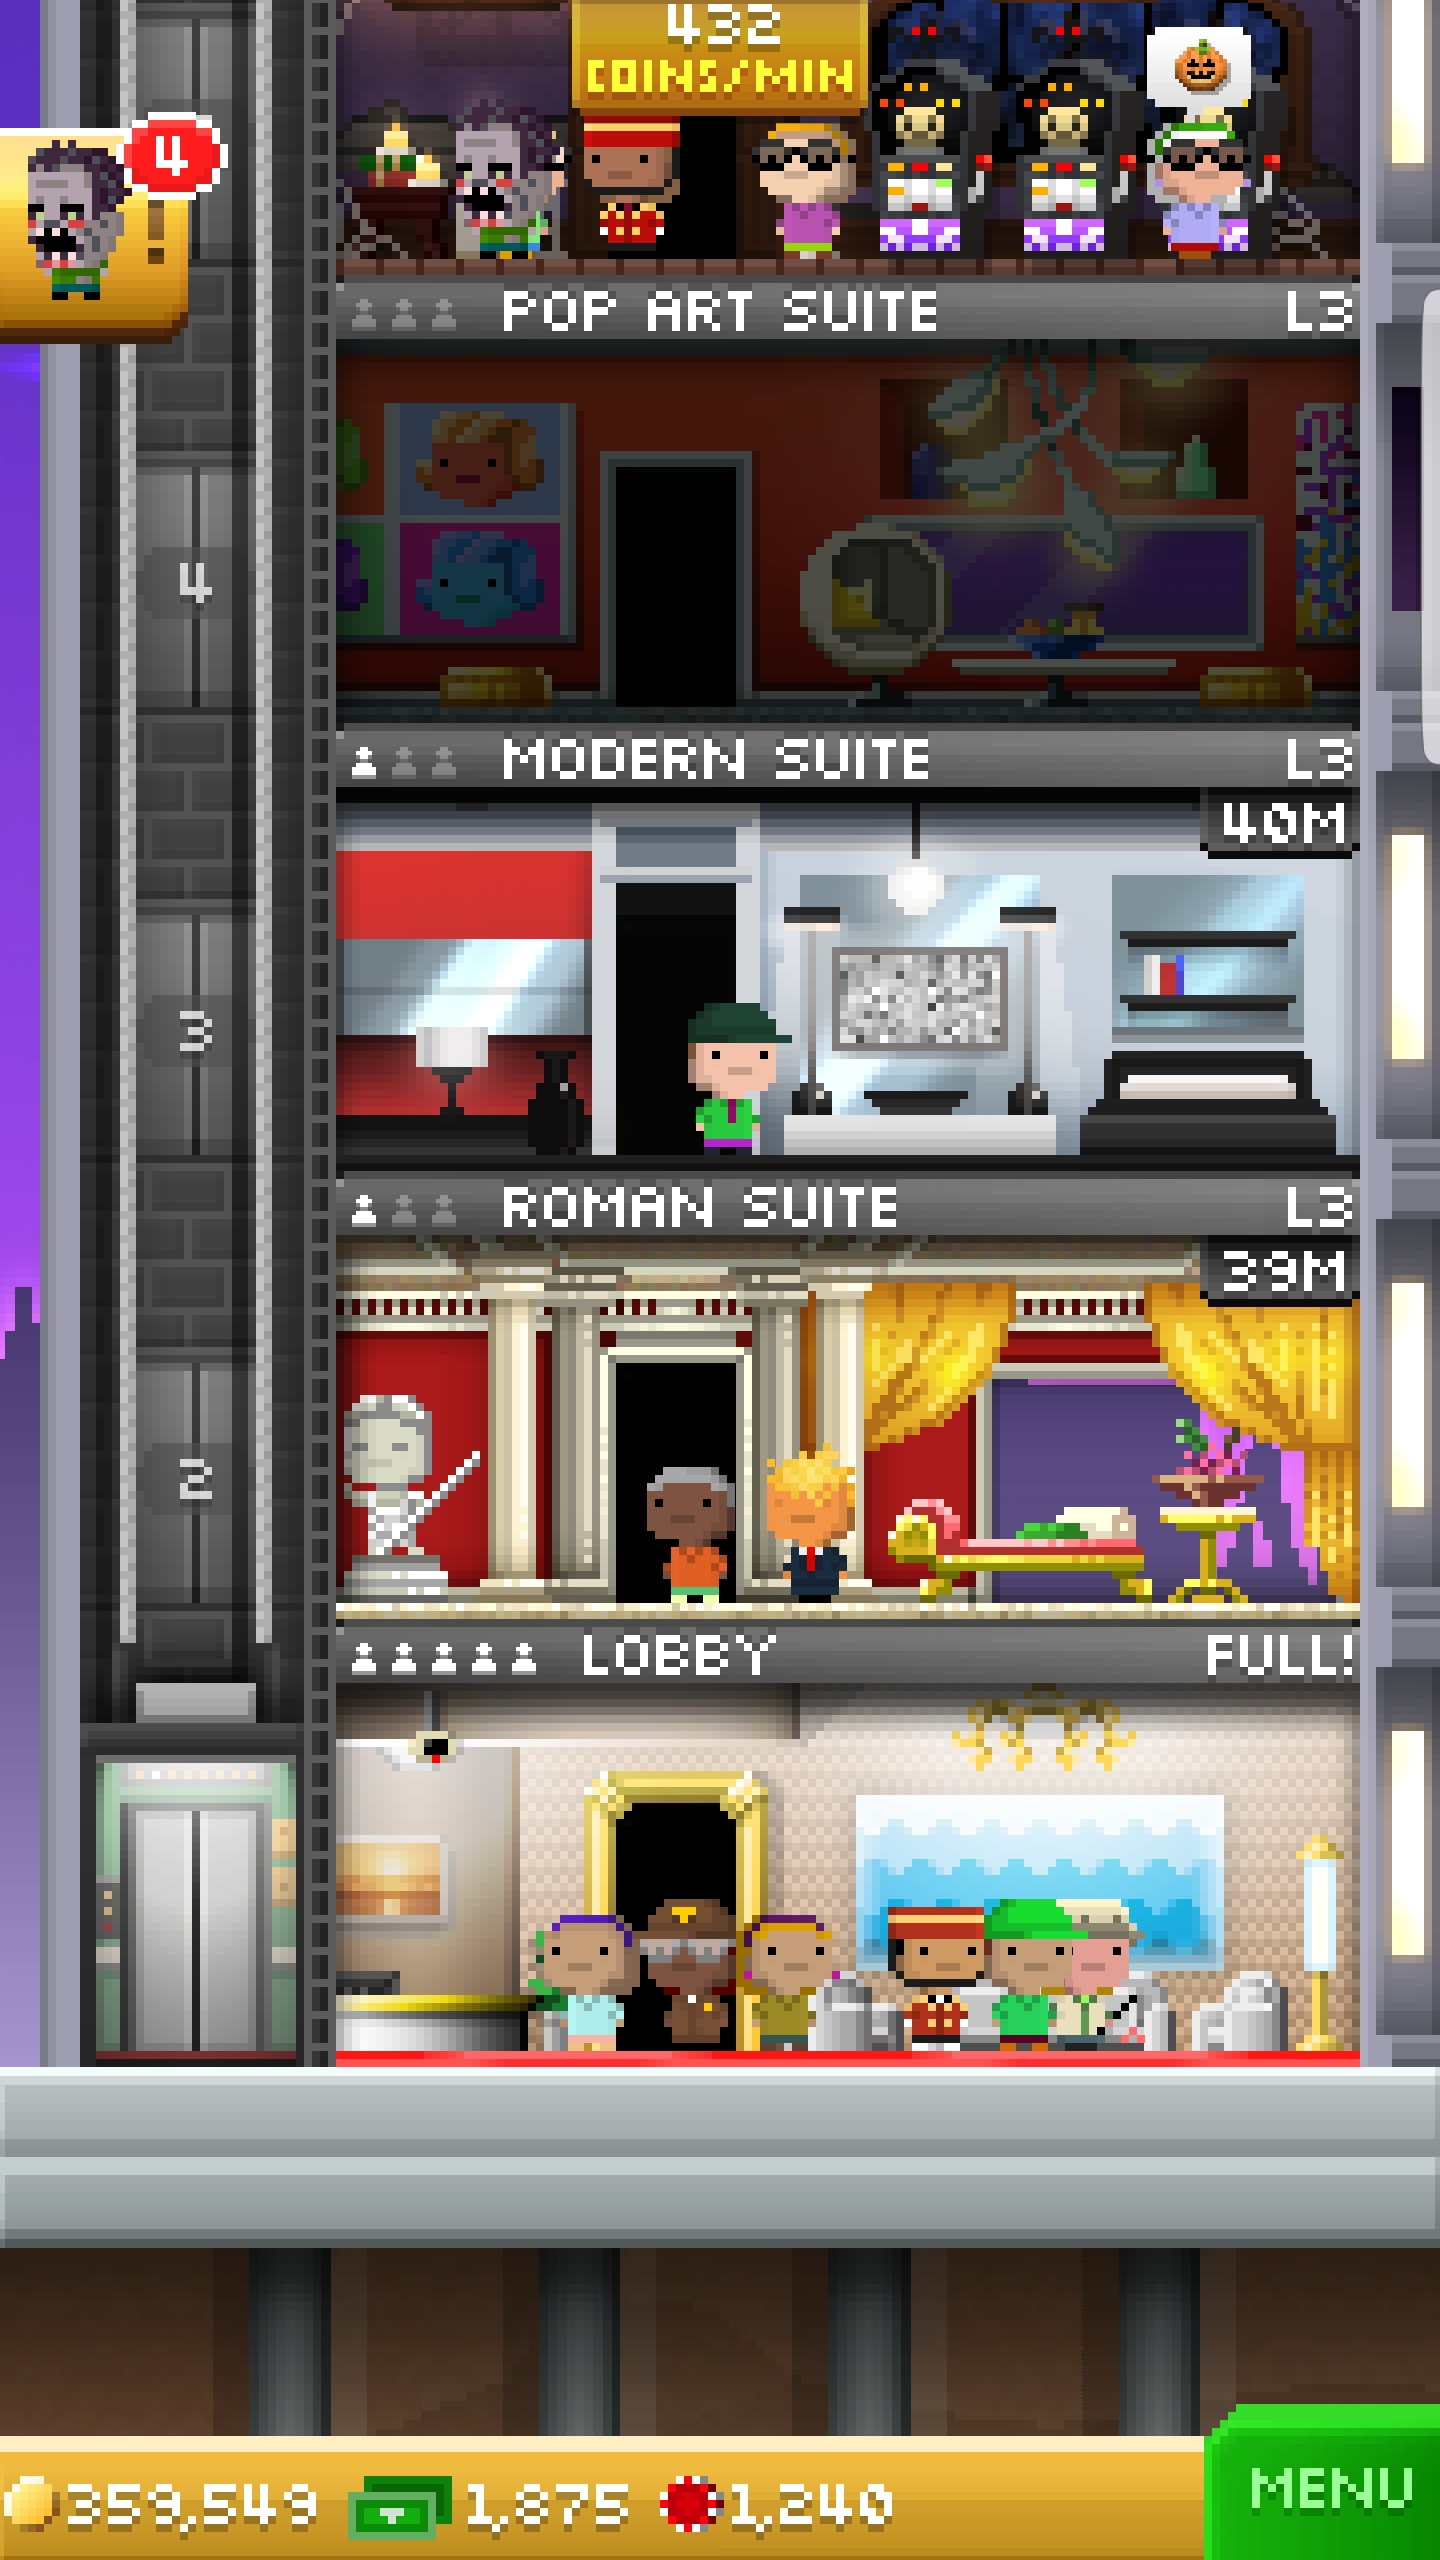 432
COINS/MIN
4
!
POP ART SUITE L3
4
MODERN SUITE L3
40M
3
ROMAN SUITE L3
39M
2
LOBBY FULL!
359,549 1,875 1,240
MENU